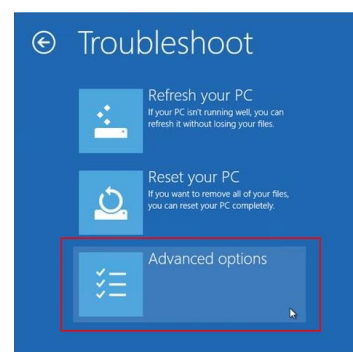 Troubleshoot
Refresh your PC
If your PC isn't running well, you can
refresh it without losing your files.
Reset your PC
If you want to remove all of your files,
you can reset your PC completely.
Advanced options